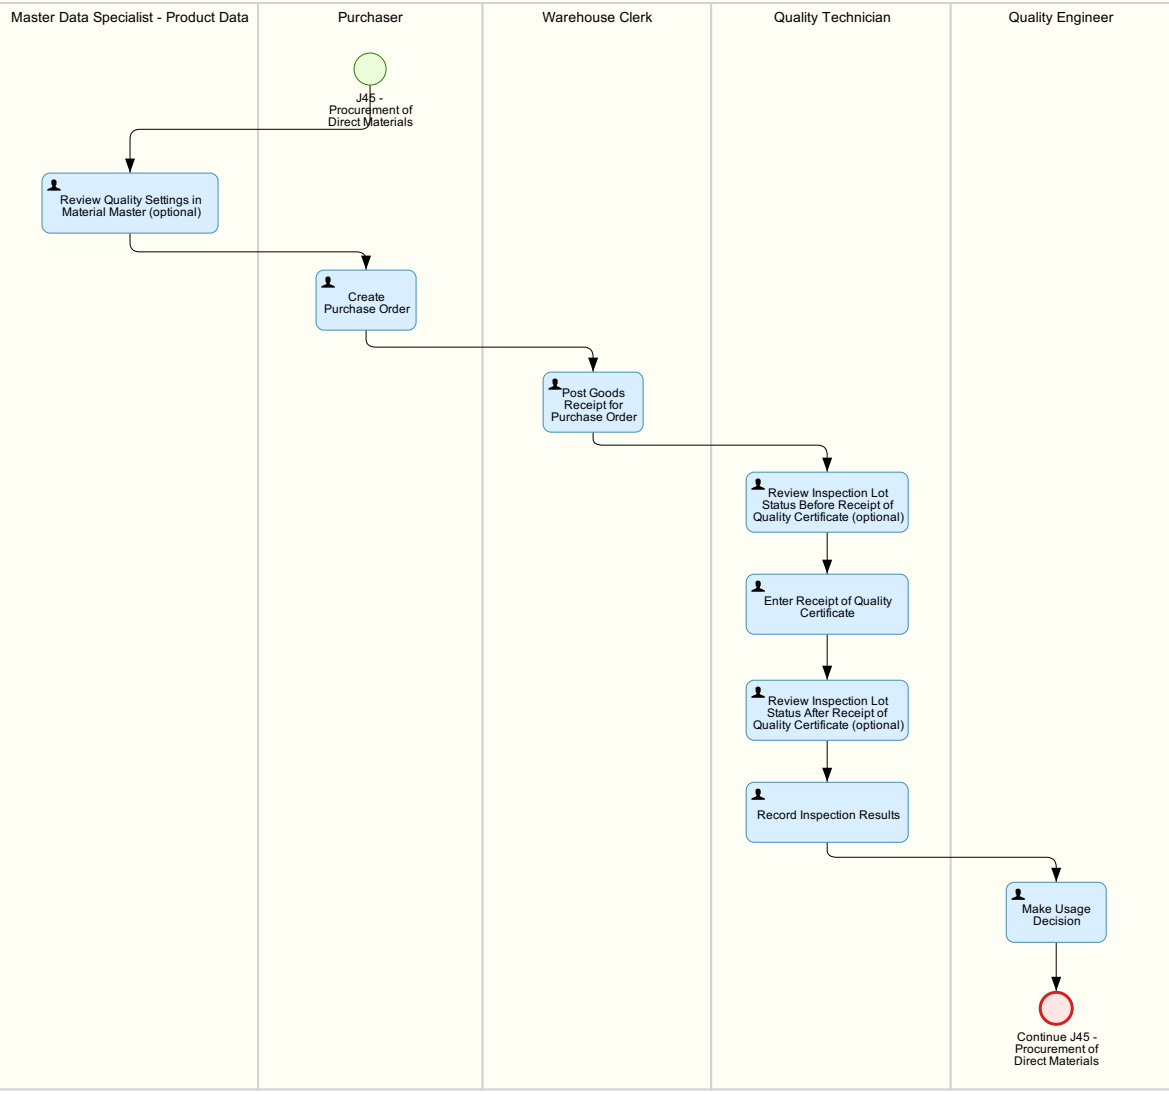 Master Data Specialist - Product Data
Purchaser
Warehouse Clerk
Quality Technician
Quality Engineer
J45 -
Procurement of
Direct Materials
Review Quality Settings in
Material Master (optional)
Create
Purchase Order
Post Goods
Receipt for
Purchase Order
Review Inspection Lot
Status Before Receipt of
Quality Certificate (optional)
Enter Receipt of Quality
Certificate
Review Inspection Lot
Status After Receipt of
Quality Certificate (optional)
Record Inspection Results
Make Usage
Decision
Continue J45 -
Procurement of
Direct Materials